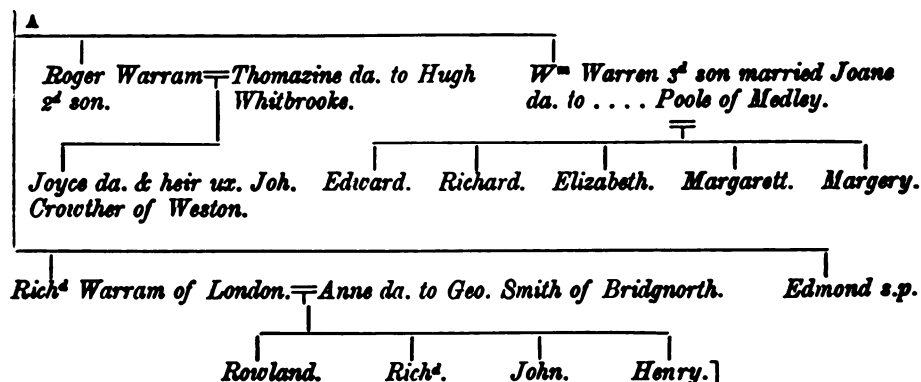 A
Roger Warram Thomazine da. to Hugh Wᵐ Warren 3ᵈ son married Joane
2ᵈ son. Whitbrooke. da. to .... Poole of Medley.
Joyce da. & heir ux. Joh. Edward. Richard. Elizabeth. Margarett. Margery.
Crowther of Weston.
Richᵈ Warram of London. Anne da. to Geo. Smith of Bridgnorth. Edmond s.p.
Rowland. Richᵈ. John. Henry.]